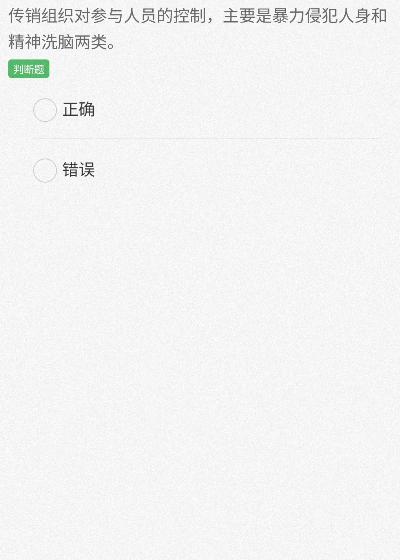 传销组织对参与人员的控制，主要是暴力侵犯人身和
精神洗脑两类。
判断题
正确
错误